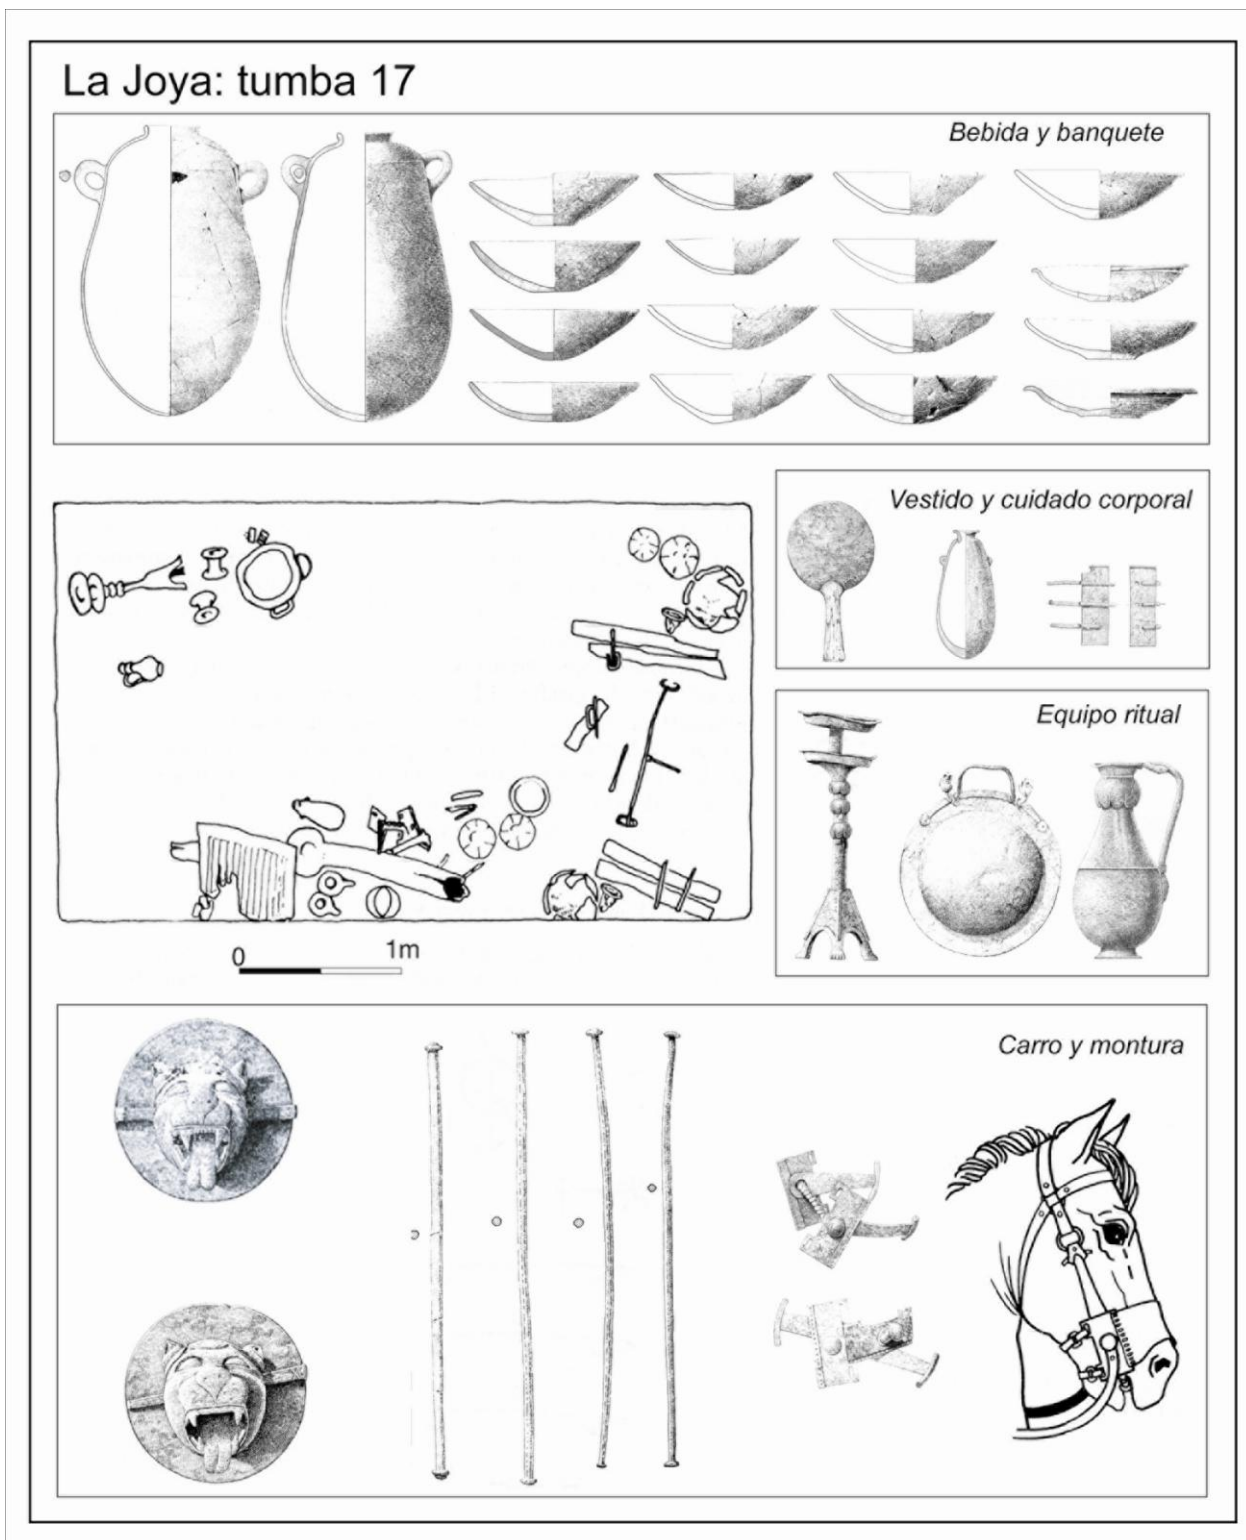 La Joya: tumba 17
Bebida y banquete
Vestido y cuidado corporal
Equipo ritual
0 1m
Carro y montura